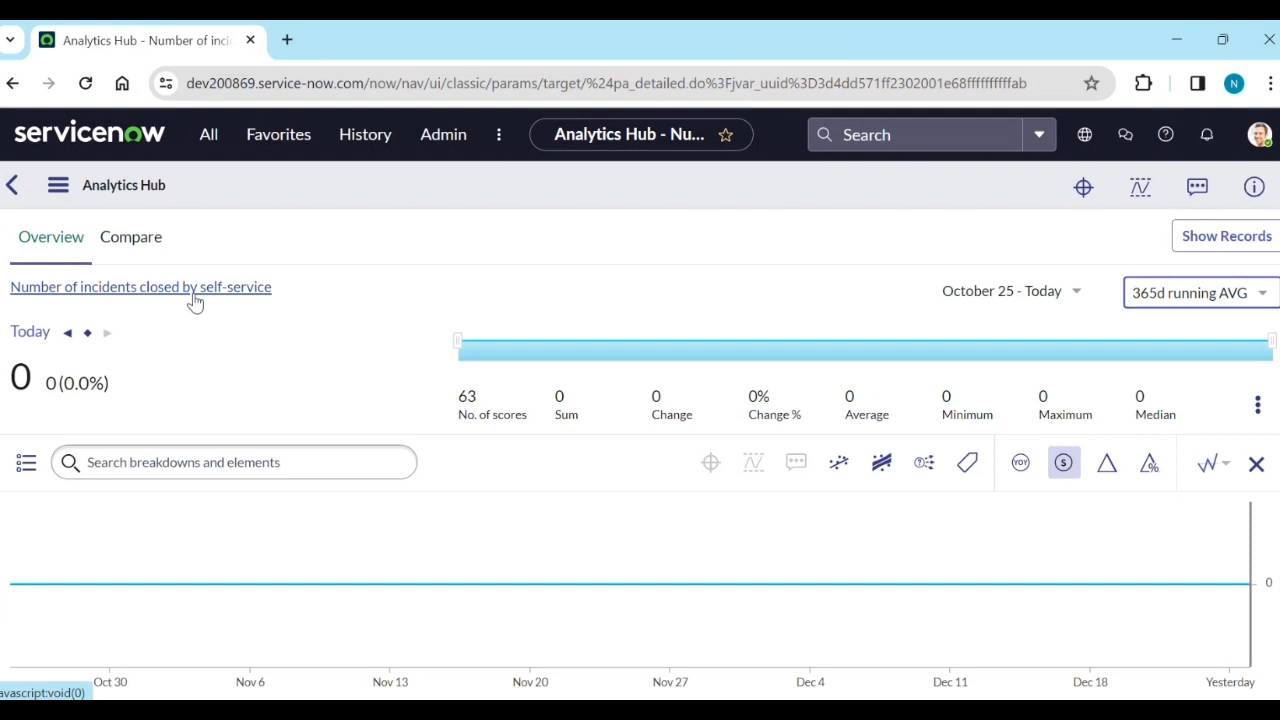 Analytics Hub - Number of inci
dev200869.service-now.com/now/nav/ui/classic/params/target/%24pa_detailed.do%3Fjvar_uuid%3D3d4dd571ff2302001e68ffffffffffab
N
servicenow
All
Favorites
History
Admin
Analytics Hub - Nu...
Search
Analytics Hub
Overview
Compare
Show Records
Number of incidents closed by self-service
October 25 - Today
365d running AVG
Today
0
0 (0.0%)
63
0
0
0%
0
0
0
0
No. of scores
Sum
Change
Change %
Average
Minimum
Maximum
Median
Search breakdowns and elements
YOY
S
%
0
Oct 30
Nov 6
Nov 13
Nov 20
Nov 27
Dec 4
Dec 11
Dec 18
Yesterday
avascript:void(0)